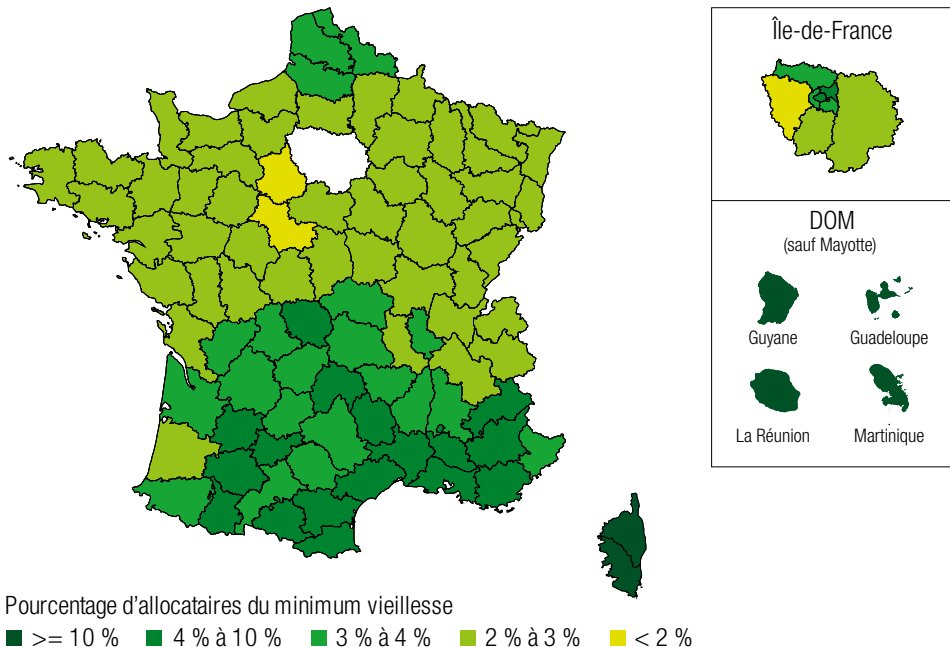 Île-de-France
DOM
(sauf Mayotte)
Guyane
Guadeloupe
La Réunion
Martinique
Pourcentage d’allocataires du minimum vieillesse
>= 10 % 4 % à 10 % 3 % à 4 % 2 % à 3 % < 2 %